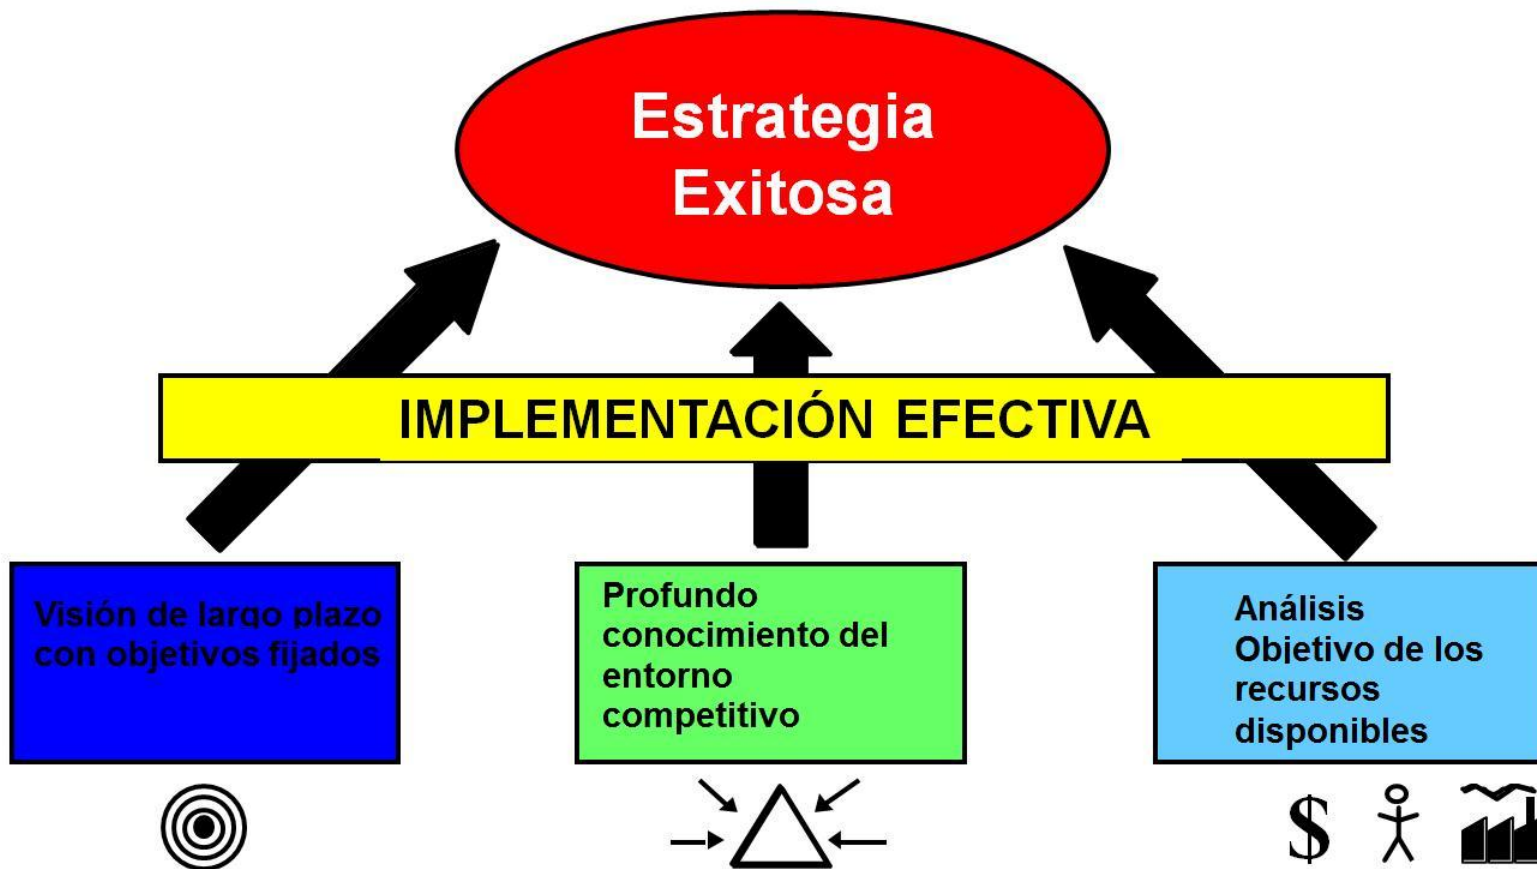 Estrategia
Exitosa
IMPLEMENTACIÓN EFECTIVA
Visión de largo plazo
con objetivos fijados
Profundo
conocimiento del
entorno
competitivo
Análisis
Objetivo de los
recursos
disponibles
$